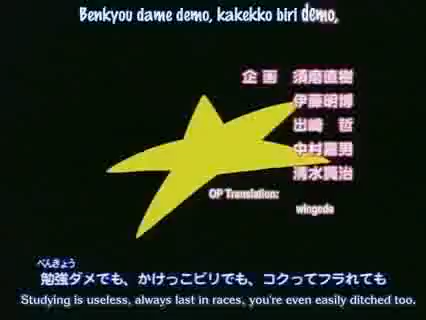 Benkyou dame demo, kakekko biri demo,
企画 須磨直樹
伊藤明博
出崎 哲
中村嘉男
清水賢治
OP Translation:
wingeda
べんきょう
勉強ダメでも、かけっこビリでも、コクってフラれても
Studying is useless, always last in races, you're even easily ditched too.